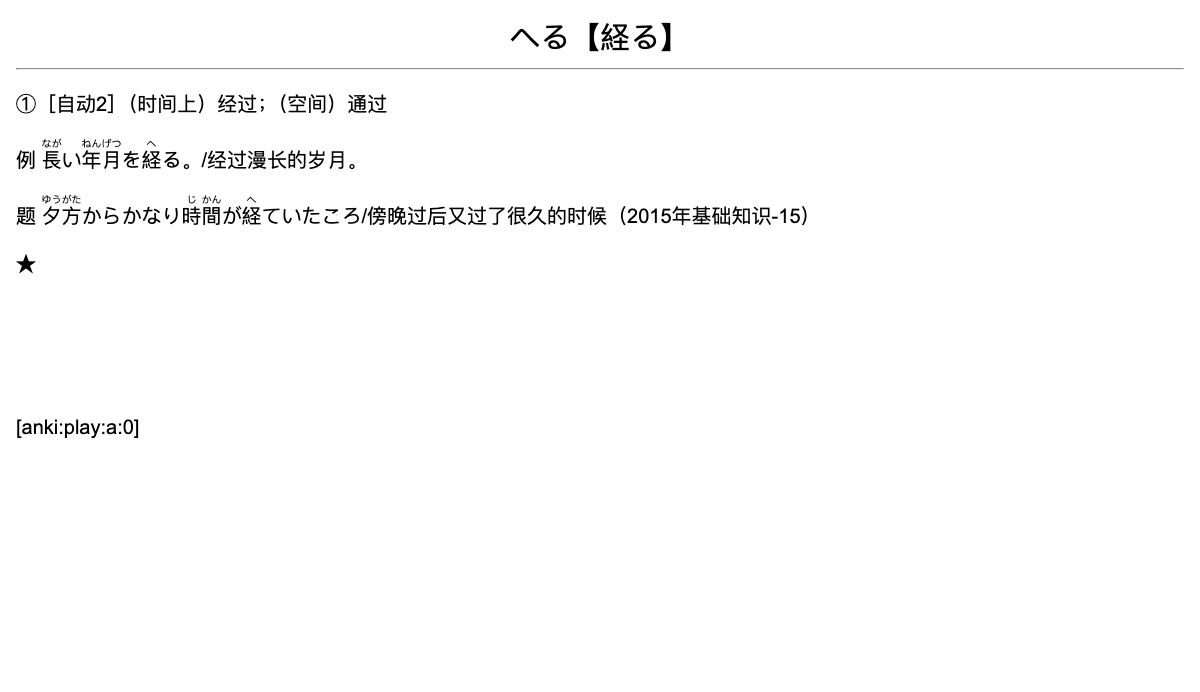 へる【経る】
①［自动2］（时间上）经过；（空间）通过
例 長い年月を経る。/经过漫长的岁月。
题 夕方からかなり時間が経ていたころ/傍晚过后又过了很久的时候（2015年基础知识-15）
★
[anki:play:a:0]